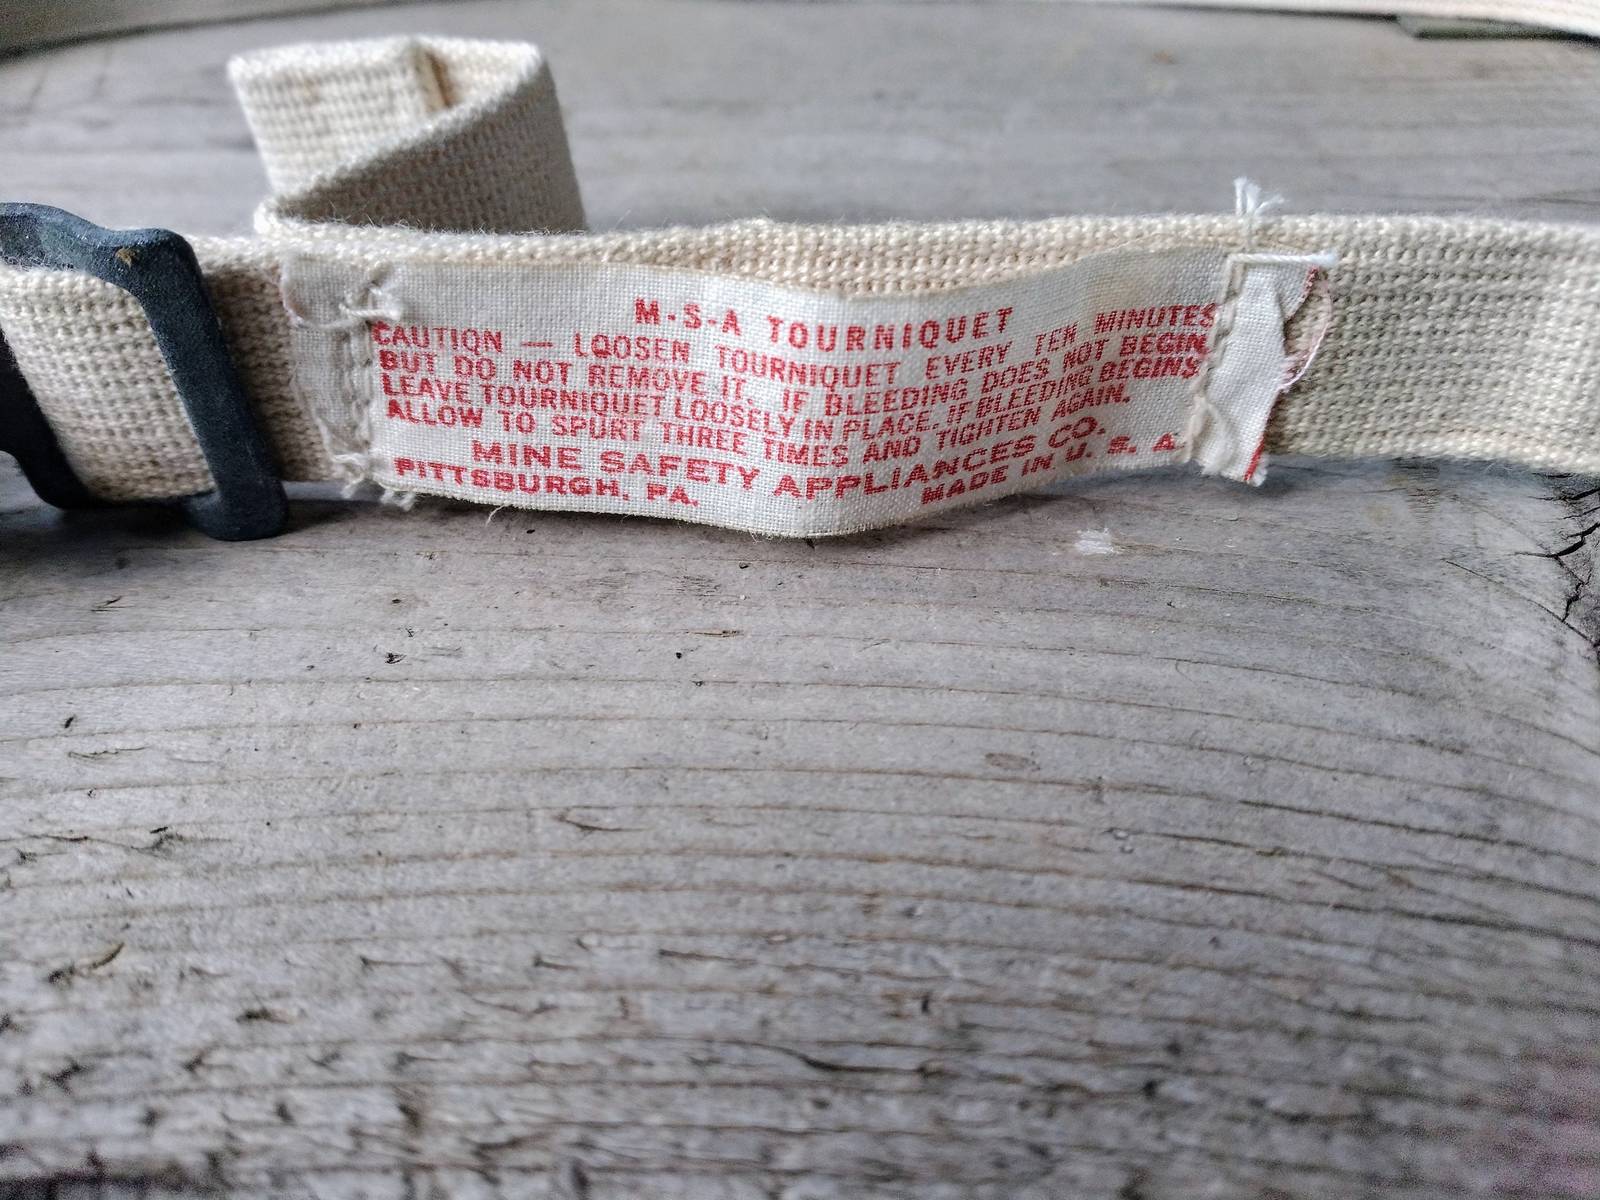 M-S-A TOURNIQUET
CAUTION — LOOSEN TOURNIQUET EVERY TEN MINUTES
BUT DO NOT REMOVE IT. IF BLEEDING DOES NOT BEGIN
LEAVE TOURNIQUET LOOSELY IN PLACE. IF BLEEDING BEGINS
ALLOW TO SPURT THREE TIMES AND TIGHTEN AGAIN.
MINE SAFETY APPLIANCES CO.
PITTSBURGH, PA. MADE IN U. S. A.